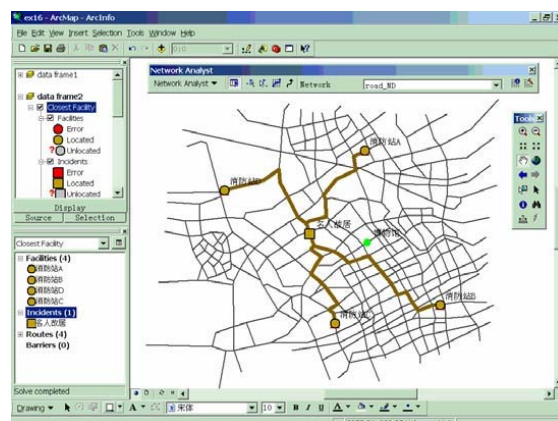 ex16 - ArcMap - ArcInfo
File Edit View Insert Selection Tools Window Help
data frame1
data frame2
Closest Facility
Facilities
Error
Located
Unlocated
Incidents
Error
Located
Unlocated
Display
Source Selection
Closest Facility
Facilities (4)
消防站A
消防站B
消防站D
消防站C
Incidents (1)
名人故居
Routes (4)
Barriers (0)
Solve completed
Network Analyst
Network Analyst Network road_ND
Tools
消防站A
消防站D
名人故居
博物馆
消防站B
消防站C
Drawing A 宋体 10 B I U A